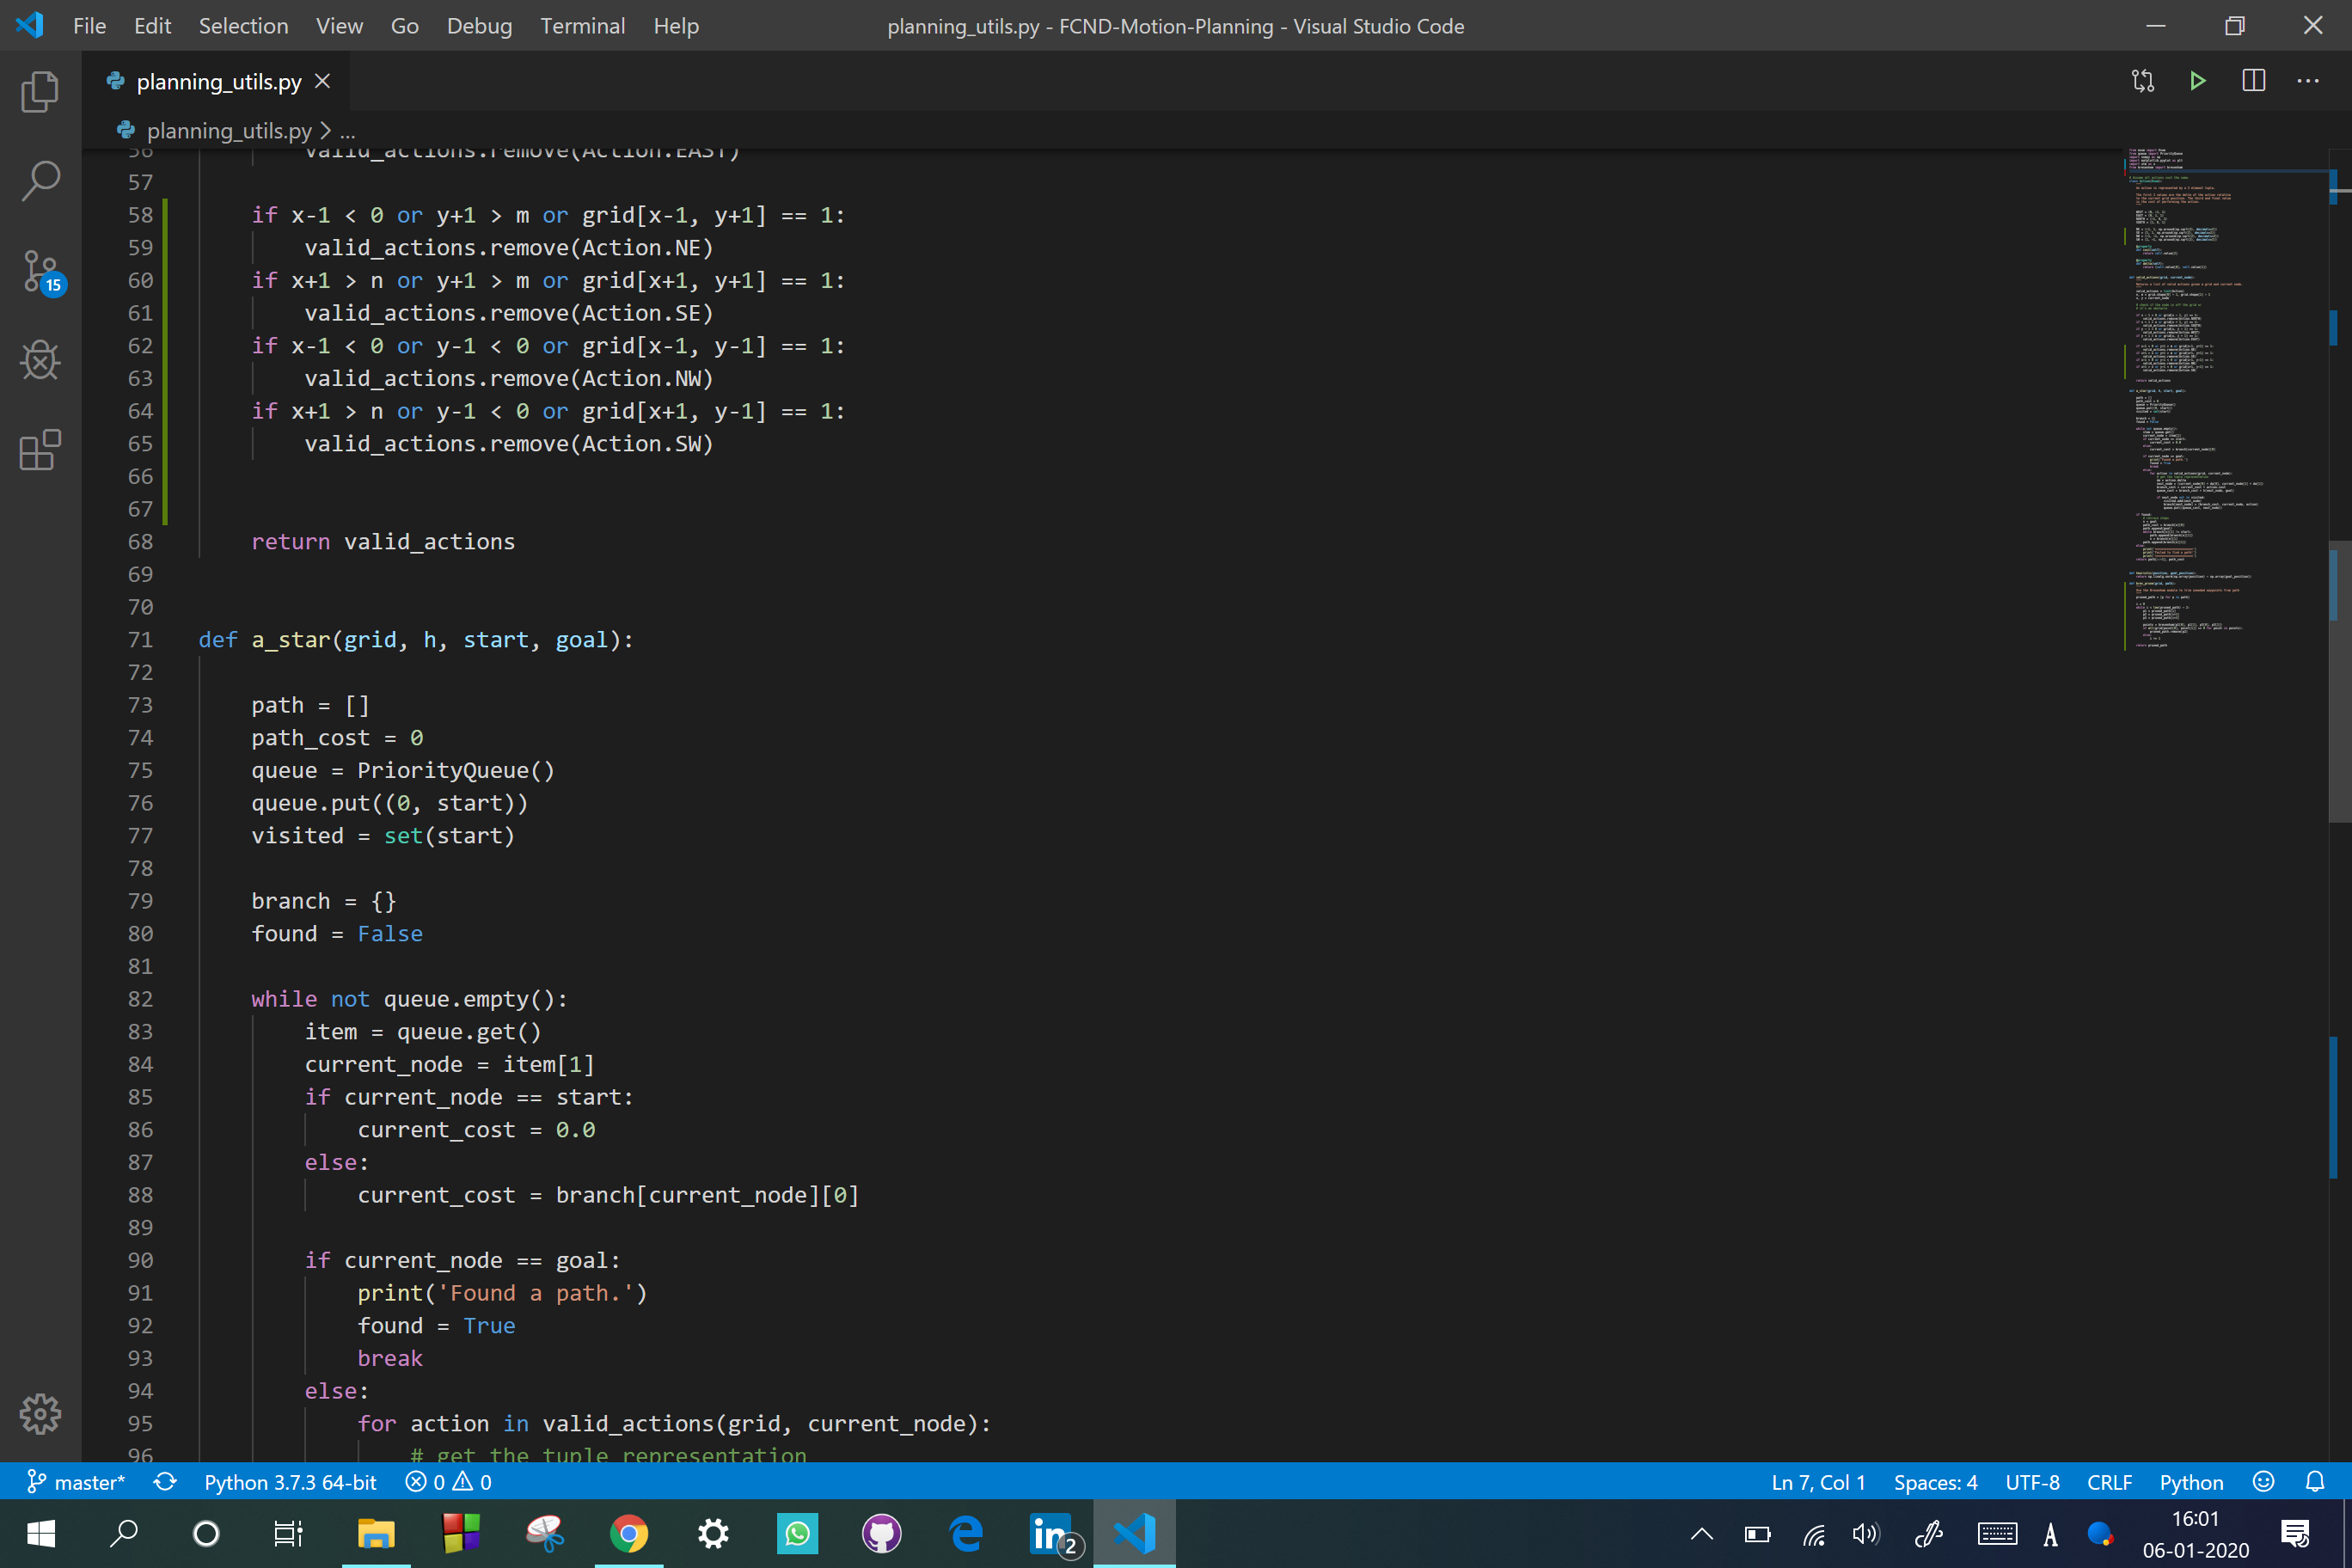 File Edit Selection View Go Debug Terminal Help planning_utils.py - FCND-Motion-Planning - Visual Studio Code
planning_utils.py
planning_utils.py > ...
56 valid_actions.remove(Action.EAST)
57
58 if x-1 < 0 or y+1 > m or grid[x-1, y+1] == 1:
59 valid_actions.remove(Action.NE)
60 if x+1 > n or y+1 > m or grid[x+1, y+1] == 1:
61 valid_actions.remove(Action.SE)
62 if x-1 < 0 or y-1 < 0 or grid[x-1, y-1] == 1:
63 valid_actions.remove(Action.NW)
64 if x+1 > n or y-1 < 0 or grid[x+1, y-1] == 1:
65 valid_actions.remove(Action.SW)
66
67
68 return valid_actions
69
70
71 def a_star(grid, h, start, goal):
72
73 path = []
74 path_cost = 0
75 queue = PriorityQueue()
76 queue.put((0, start))
77 visited = set(start)
78
79 branch = {}
80 found = False
81
82 while not queue.empty():
83 item = queue.get()
84 current_node = item[1]
85 if current_node == start:
86 current_cost = 0.0
87 else:
88 current_cost = branch[current_node][0]
89
90 if current_node == goal:
91 print('Found a path.')
92 found = True
93 break
94 else:
95 for action in valid_actions(grid, current_node):
96 # get the tuple representation
15
master* Python 3.7.3 64-bit 0 0 Ln 7, Col 1 Spaces: 4 UTF-8 CRLF Python
in 2 A 16:01
06-01-2020